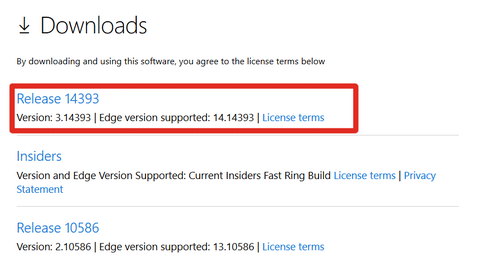 Downloads
By downloading and using this software, you agree to the license terms below
Release 14393
Version: 3.14393 | Edge version supported: 14.14393 | License terms
Insiders
Version and Edge Version Supported: Current Insiders Fast Ring Build License terms | Privacy
Statement
Release 10586
Version: 2.10586 | Edge version supported: 13.10586 | License terms